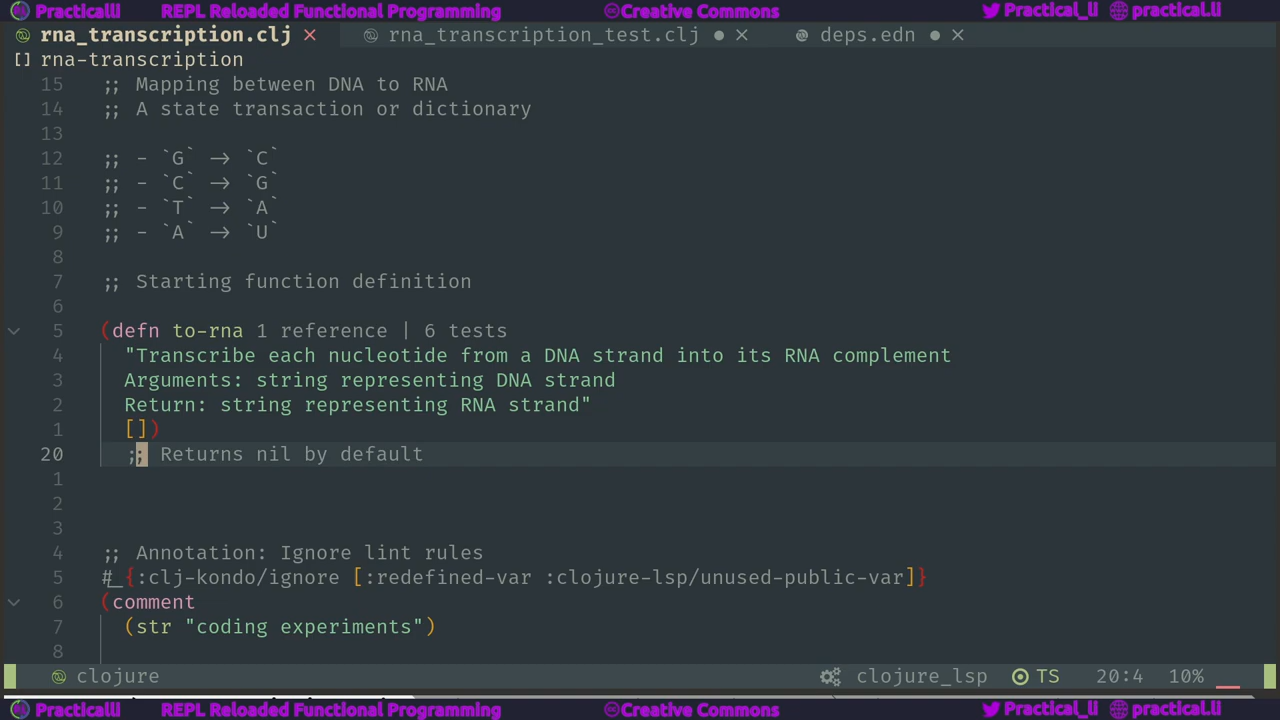 Practicalli REPL Reloaded Functional Programming Creative Commons Practical_li practical.li
rna_transcription.clj × rna_transcription_test.clj ● × deps.edn ● ×
[] rna-transcription
15 ;; Mapping between DNA to RNA
14 ;; A state transaction or dictionary
13
12 ;; - `G` -> `C`
11 ;; - `C` -> `G`
10 ;; - `T` -> `A`
9 ;; - `A` -> `U`
8
7 ;; Starting function definition
6
5 (defn to-rna 1 reference | 6 tests
4 "Transcribe each nucleotide from a DNA strand into its RNA complement
3 Arguments: string representing DNA strand
2 Return: string representing RNA strand"
1 [])
20 ;; Returns nil by default
1
2
3
4 ;; Annotation: Ignore lint rules
5 #_{:clj-kondo/ignore [:redefined-var :clojure-lsp/unused-public-var]}
6 (comment
7 (str "coding experiments")
8
clojure clojure_lsp TS 20:4 10%
Practicalli REPL Reloaded Functional Programming Creative Commons Practical_li practical.li